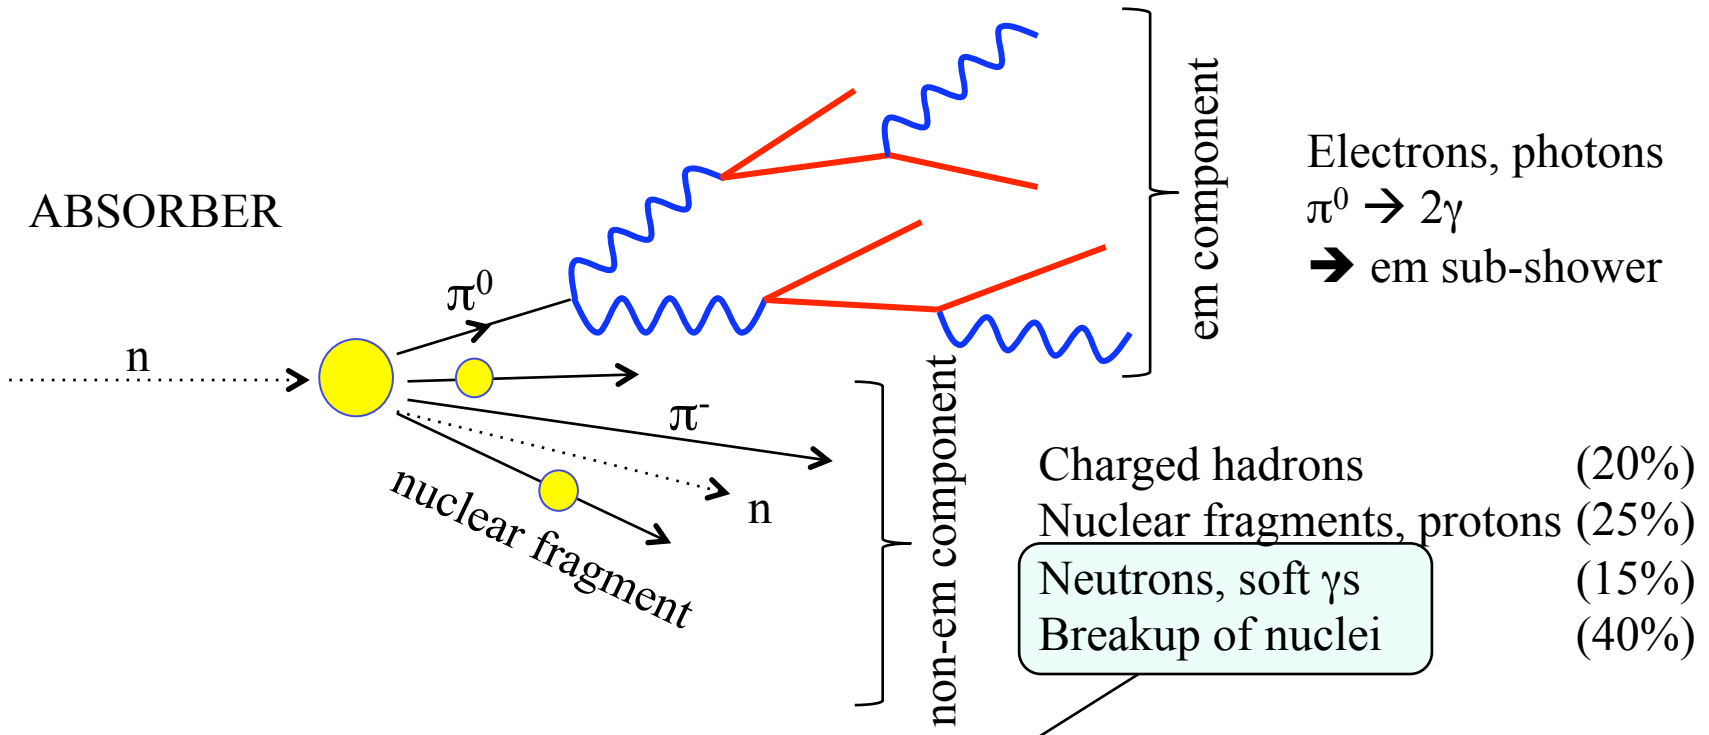 ABSORBER
n
π⁰
π⁻
n
nuclear fragment
em component
non-em component
Electrons, photons
π⁰ → 2γ
➔ em sub-shower
Charged hadrons (20%)
Nuclear fragments, protons (25%)
Neutrons, soft γs (15%)
Breakup of nuclei (40%)